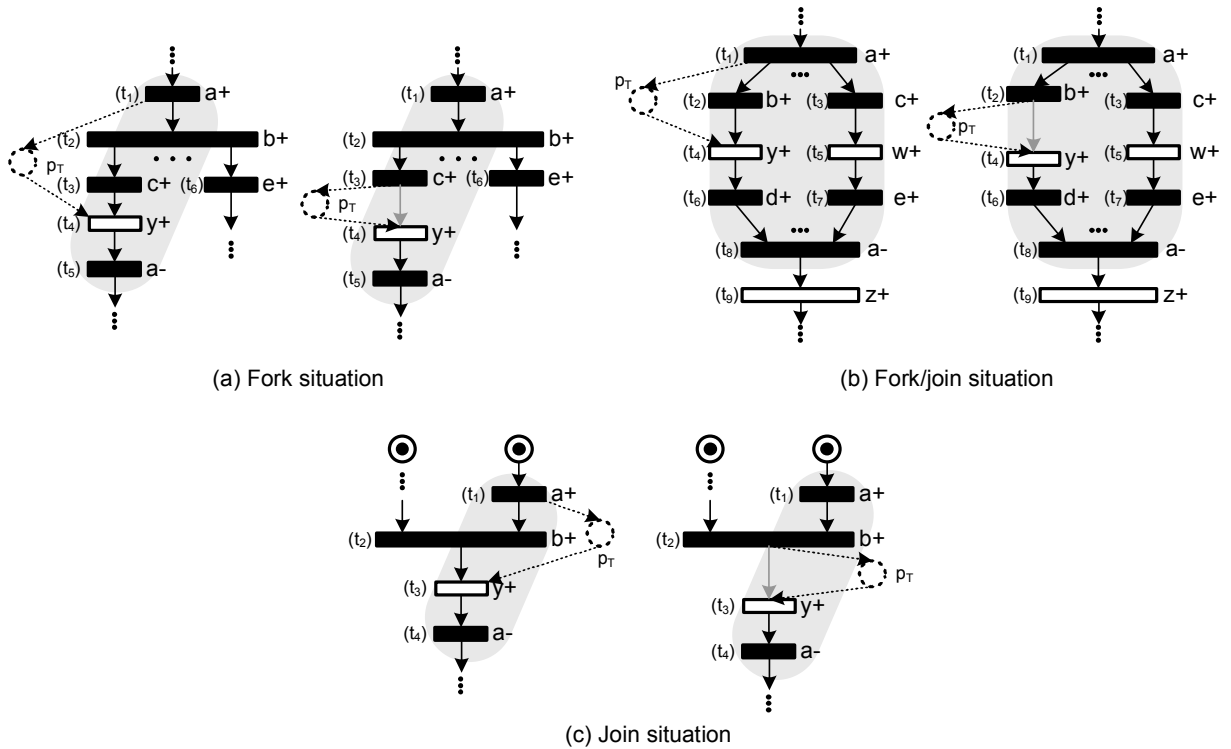 (t1) a+
(t2) b+
pT
(t3) c+ (t6) e+
(t4) y+
(t5) a-
(t1) a+
(t2) b+
(t3) c+ (t6) e+
pT
(t4) y+
(t5) a-
(a) Fork situation
(t1) a+
pT
(t2) b+ (t3) c+
(t4) y+ (t5) w+
(t6) d+ (t7) e+
(t8) a-
(t9) z+
(t1) a+
(t2) b+ (t3) c+
pT
(t4) y+ (t5) w+
(t6) d+ (t7) e+
(t8) a-
(t9) z+
(b) Fork/join situation
(t1) a+
(t2) b+
pT
(t3) y+
(t4) a-
(t1) a+
(t2) b+
pT
(t3) y+
(t4) a-
(c) Join situation